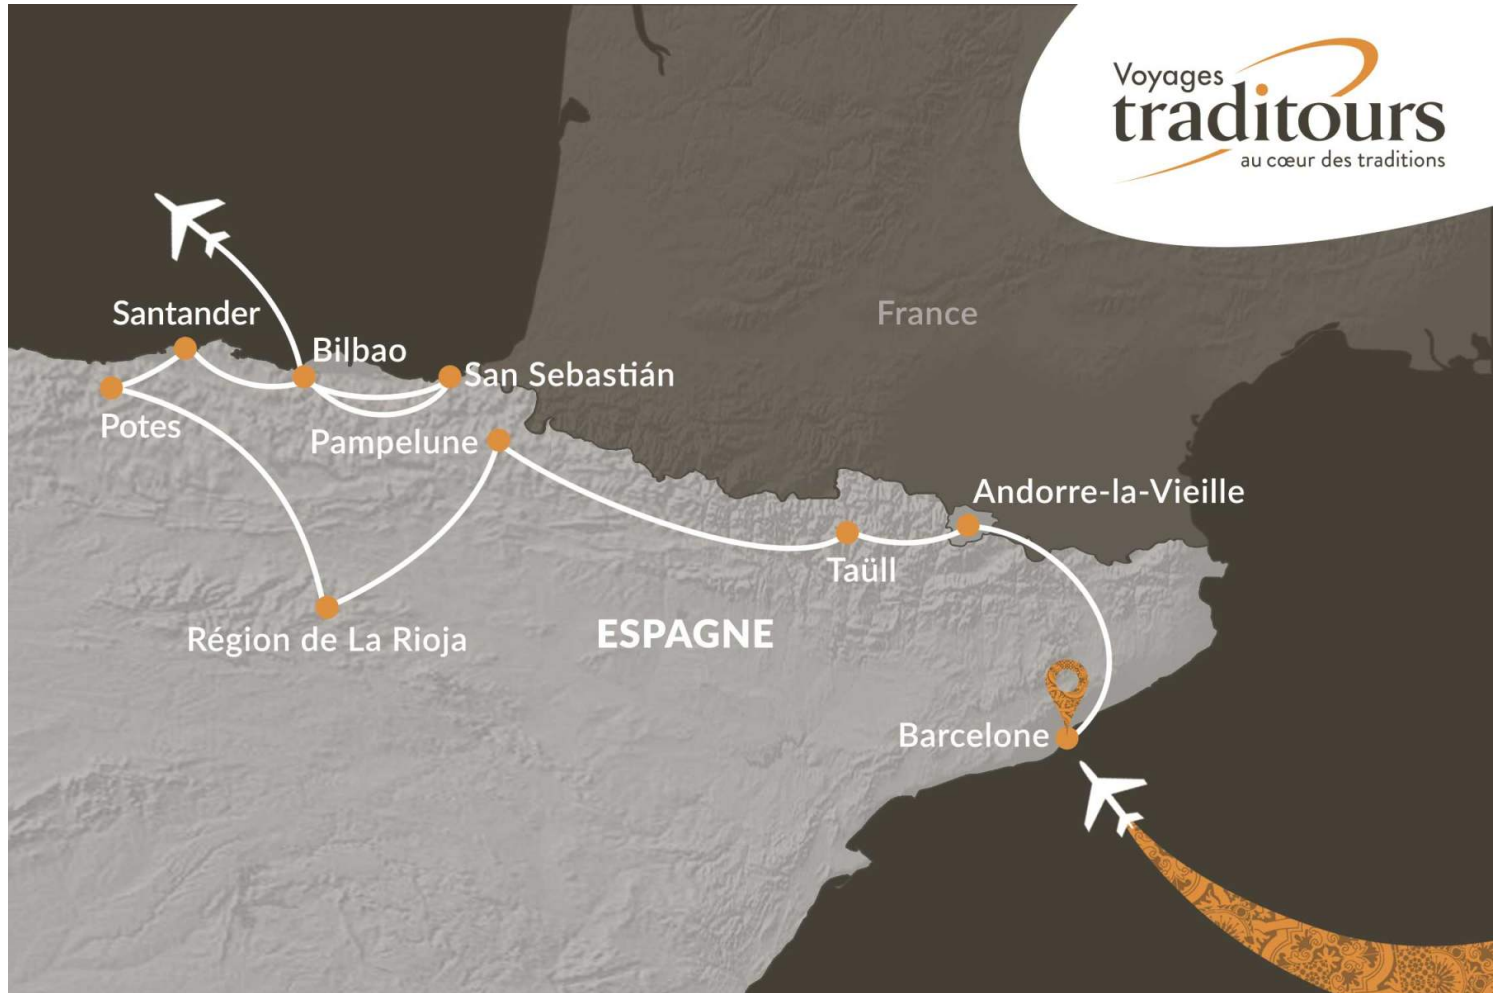 Voyages
traditours
au cœur des traditions
France
Santander
Bilbao
San Sebastián
Potes
Pampelune
Andorre-la-Vieille
Taüll
Région de La Rioja
ESPAGNE
Barcelone